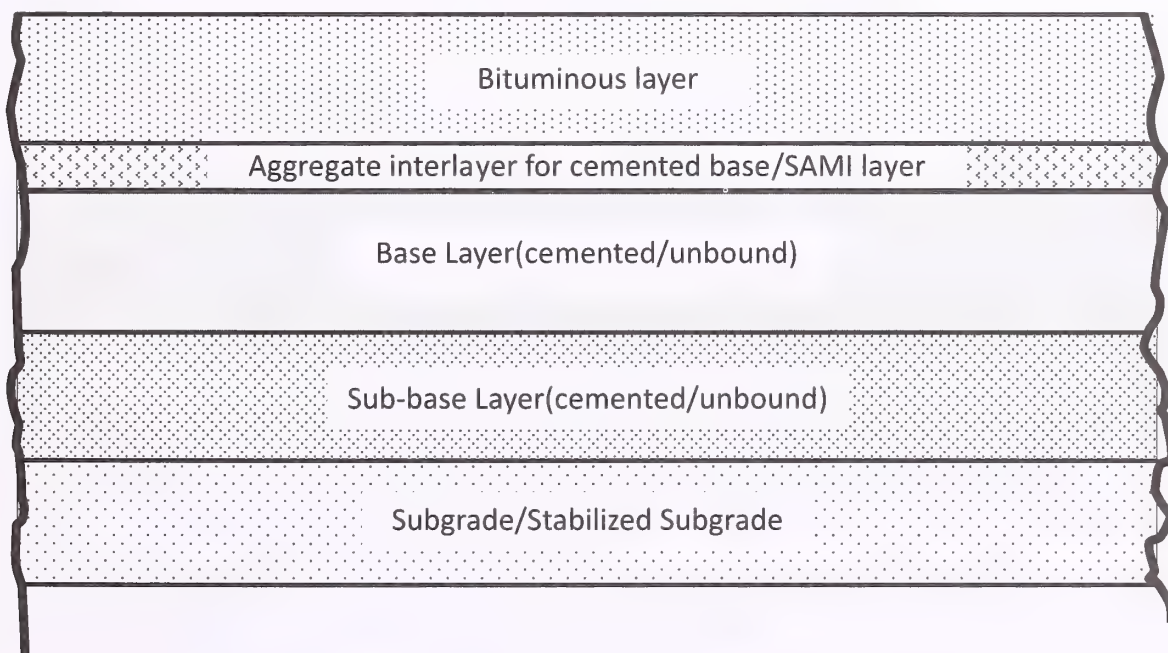 Bituminous layer
Aggregate interlayer for cemented base/SAMI layer
Base Layer(cemented/unbound)
Sub-base Layer(cemented/unbound)
Subgrade/Stabilized Subgrade